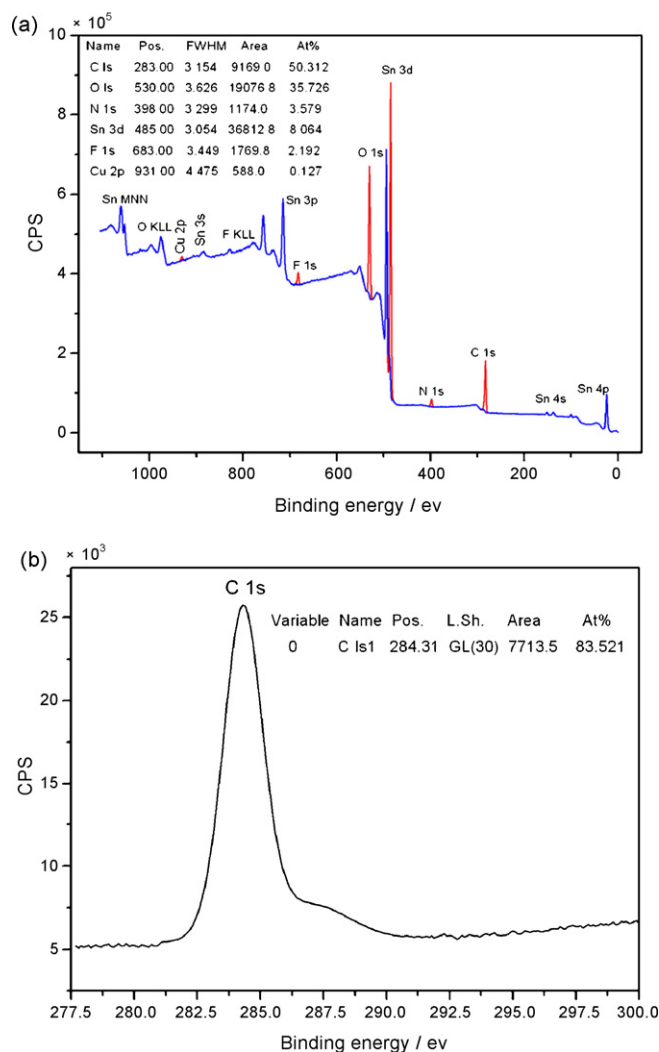 (a)
× 10 5
Name Pos. FWHM Area At%
C ls 283.00 3 154 9169.0 50.312
O ls 530.00 3.626 19076 8 35.726
N 1s 398.00 3.299 1174.0 3.579
Sn 3d 485.00 3.054 36812 8 8 064
F 1s 683.00 3.449 1769.8 2.192
Cu 2p 931.00 4 475 588.0 0.127
Sn 3d
O 1s
Sn MNN
O KLL
Cu 2p
Sn 3s
F KLL
Sn 3p
F 1s
N 1s
C 1s
Sn 4s
Sn 4p
10
8
6
4
2
0
CPS
1000 800 600 400 200 0
Binding energy / ev
(b)
× 10 3
C 1s
Variable Name Pos. L.Sh. Area At%
0 C ls1 284.31 GL(30) 7713.5 83.521
25
20
15
10
5
CPS
277.5 280.0 282.5 285.0 287.5 290.0 292.5 295.0 297.5 300.0
Binding energy / ev